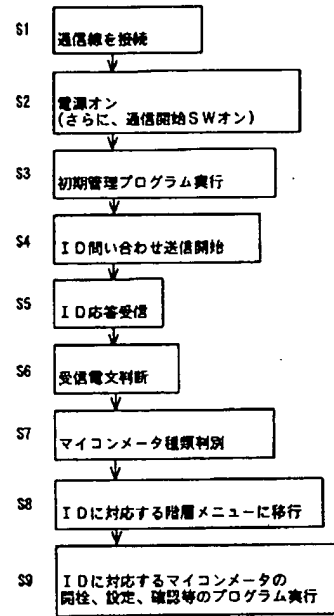 S1
通信線を接続
S2
電源オン
(さらに、通信開始SWオン)
S3
初期管理プログラム実行
S4
ID問い合わせ送信開始
S5
ID応答受信
S6
受信電文判断
S7
マイコンメータ種類判別
S8
IDに対応する階層メニューに移行
S9
IDに対応するマイコンメータの
開栓、設定、確認等のプログラム実行